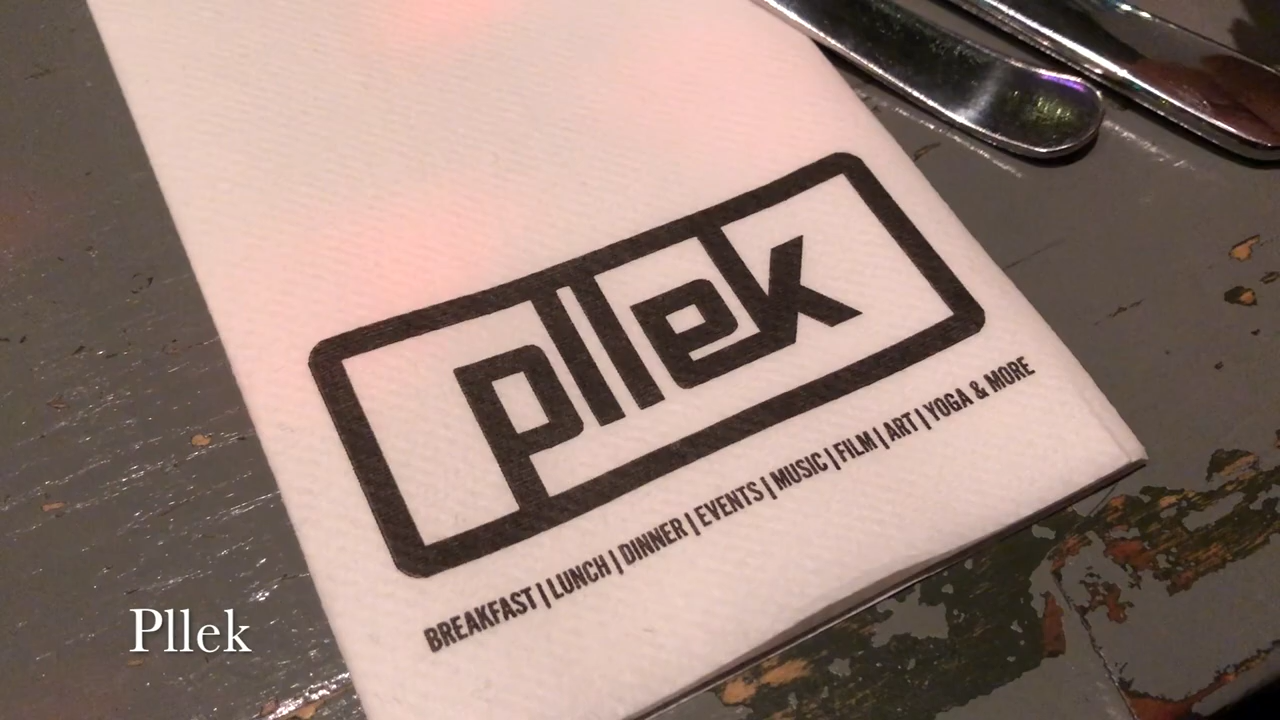 pllek
BREAKFAST | LUNCH | DINNER | EVENTS | MUSIC | FILM | ART | YOGA & MORE
Pllek